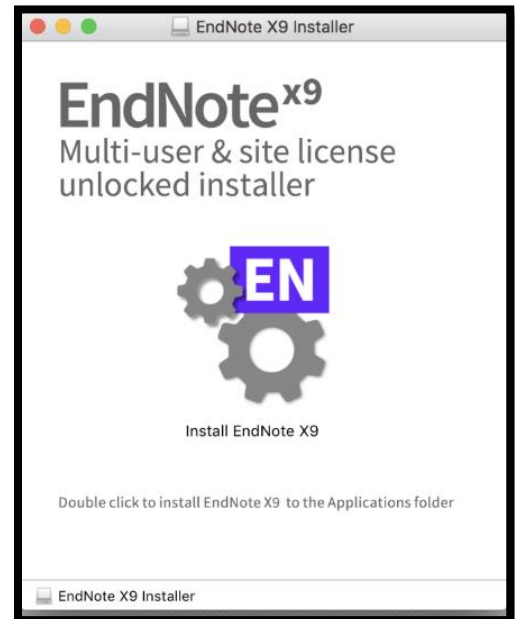 EndNote X9 Installer
EndNote x9
Multi-user & site license
unlocked installer
EN
Install EndNote X9
Double click to install EndNote X9 to the Applications folder
EndNote X9 Installer